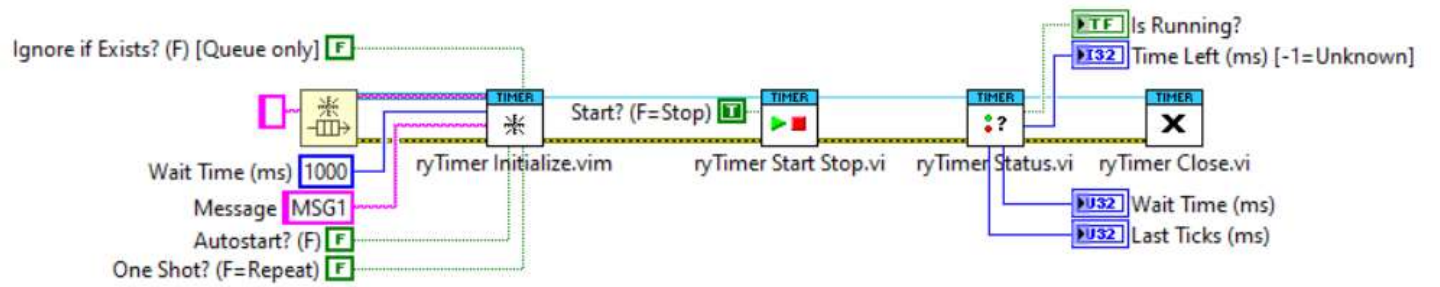 Ignore if Exists? (F) [Queue only] F
TF Is Running?
I32 Time Left (ms) [-1=Unknown]
TIMER TIMER TIMER TIMER
Start? (F=Stop) T
?
X
ryTimer Initialize.vim ryTimer Start Stop.vi ryTimer Status.vi ryTimer Close.vi
Wait Time (ms) 1000
Message MSG1
Autostart? (F) F
One Shot? (F=Repeat) F
U32 Wait Time (ms)
U32 Last Ticks (ms)